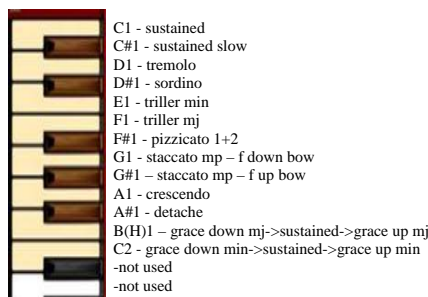 C1 - sustained
C#1 - sustained slow
D1 - tremolo
D#1 - sordino
E1 - triller min
F1 - triller mj
F#1 - pizzicato 1+2
G1 - staccato mp – f down bow
G#1 – staccato mp – f up bow
A1 - crescendo
A#1 - detache
B(H)1 – grace down mj->sustained->grace up mj
C2 - grace down min->sustained->grace up min
-not used
-not used